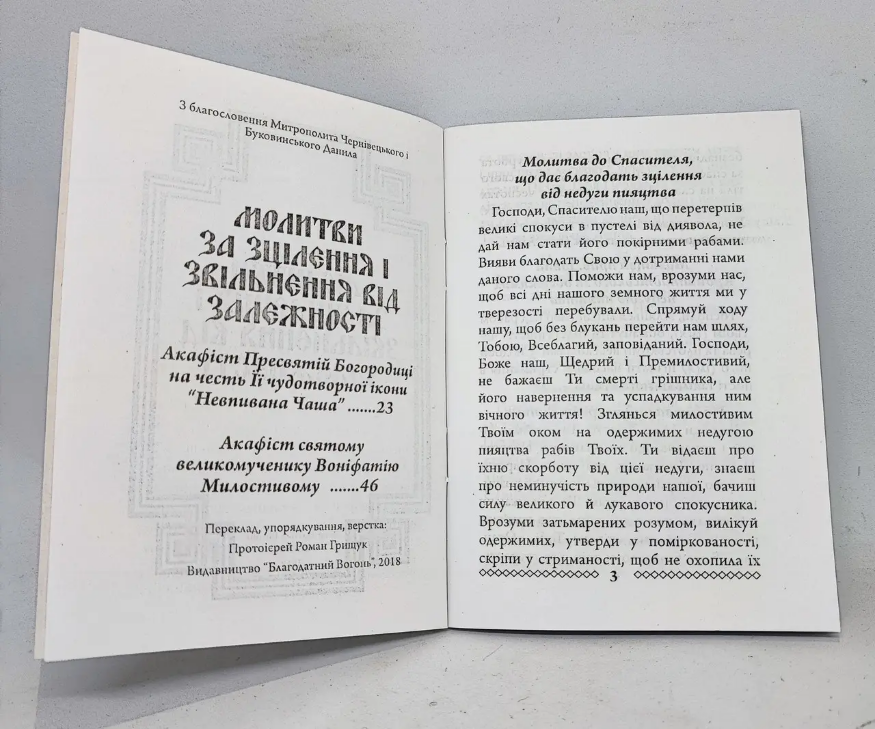 З благословення Митрополита Чернівецького і
Буковинського Данила
МОЛИТВИ
ЗА ЗЦІЛЕННЯ І
ЗВІЛЬНЕННЯ ВІД
ЗАЛЕЖНОСТІ
Акафіст Пресвятій Богородиці
на честь Її чудотворної ікони
“Невпивана Чаша” .......23
Акафіст святому
великомученику Воніфатію
Милостивому .......46
Переклад, упорядкування, верстка:
Протоієрей Роман Грищук
Видавництво “Благодатний Вогонь”, 2018
Молитва до Спасителя,
що дає благодать зцілення
від недуги пияцтва
Господи, Спасителю наш, що перетерпів
великі спокуси в пустелі від диявола, не
дай нам стати його покірними рабами.
Вияви благодать Свою у дотриманні нами
даного слова. Поможи нам, врозуми нас,
щоб всі дні нашого земного життя ми у
тверезості перебували. Спрямуй ходу
нашу, щоб без блукань перейти нам шлях,
Тобою, Всеблагий, заповіданий. Господи,
Боже наш, Щедрий і Премилостивий,
не бажаєш Ти смерті грішника, але
його навернення та успадкування ним
вічного життя! Зглянься милостивим
Твоїм оком на одержимих недугою
пияцтва рабів Твоїх. Ти відаєш про
їхню скорботу від цієї недуги, знаєш
про неминучість природи нашої, бачиш
силу великого й лукавого спокусника.
Врозуми затьмарених розумом, вилікуй
одержимих, утверди у поміркованості,
скріпи у стриманості, щоб не охопила їх
3